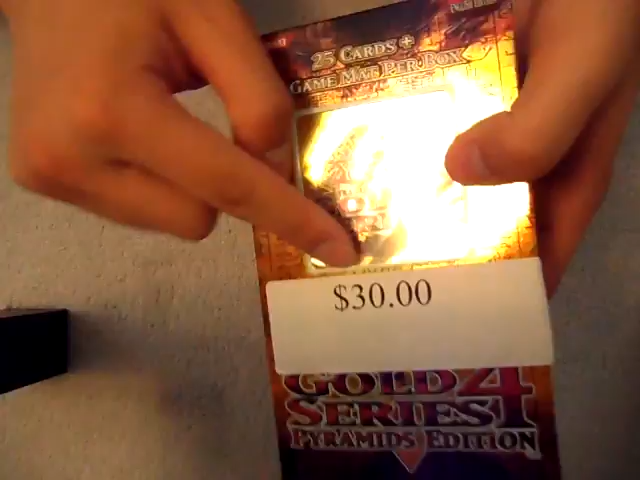 25 CARDS +
GAME MAT PER BOX
$30.00
GOLD 4
SERIES
PYRAMIDS EDITION